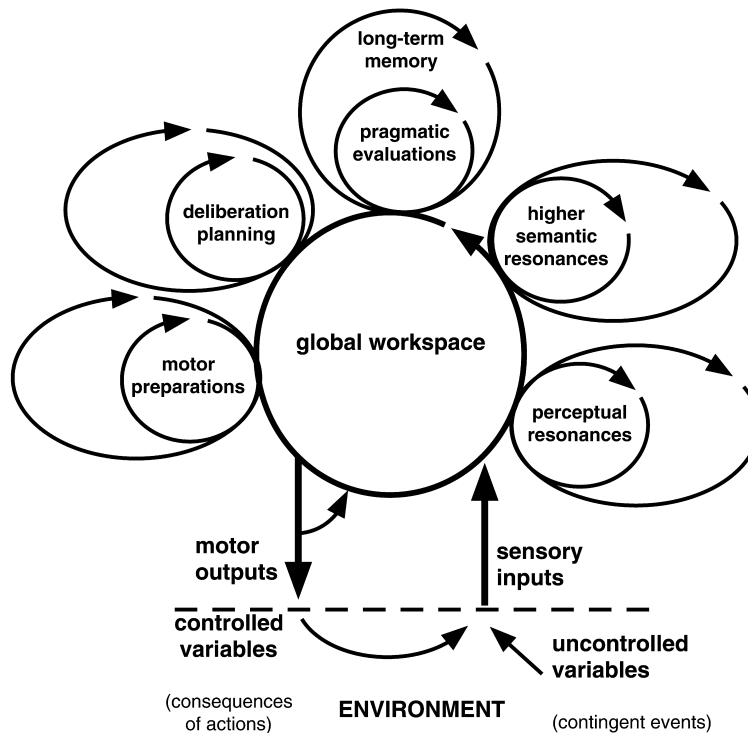 long-term
memory
pragmatic
evaluations
deliberation
planning
higher
semantic
resonances
global workspace
motor
preparations
perceptual
resonances
motor
outputs
sensory
inputs
controlled
variables
uncontrolled
variables
(consequences
of actions)
ENVIRONMENT
(contingent events)